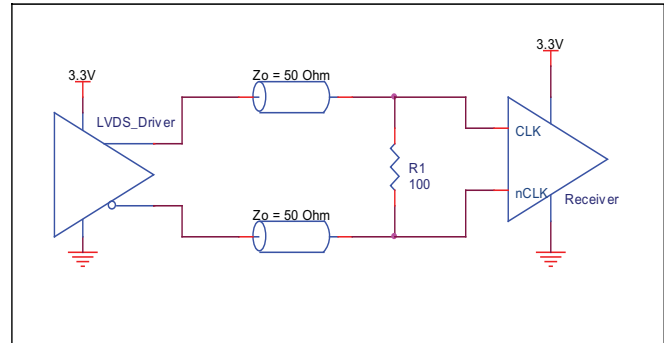 3.3V
LVDS_Driver
Zo = 50 Ohm
Zo = 50 Ohm
R1
100
3.3V
CLK
nCLK
Receiver